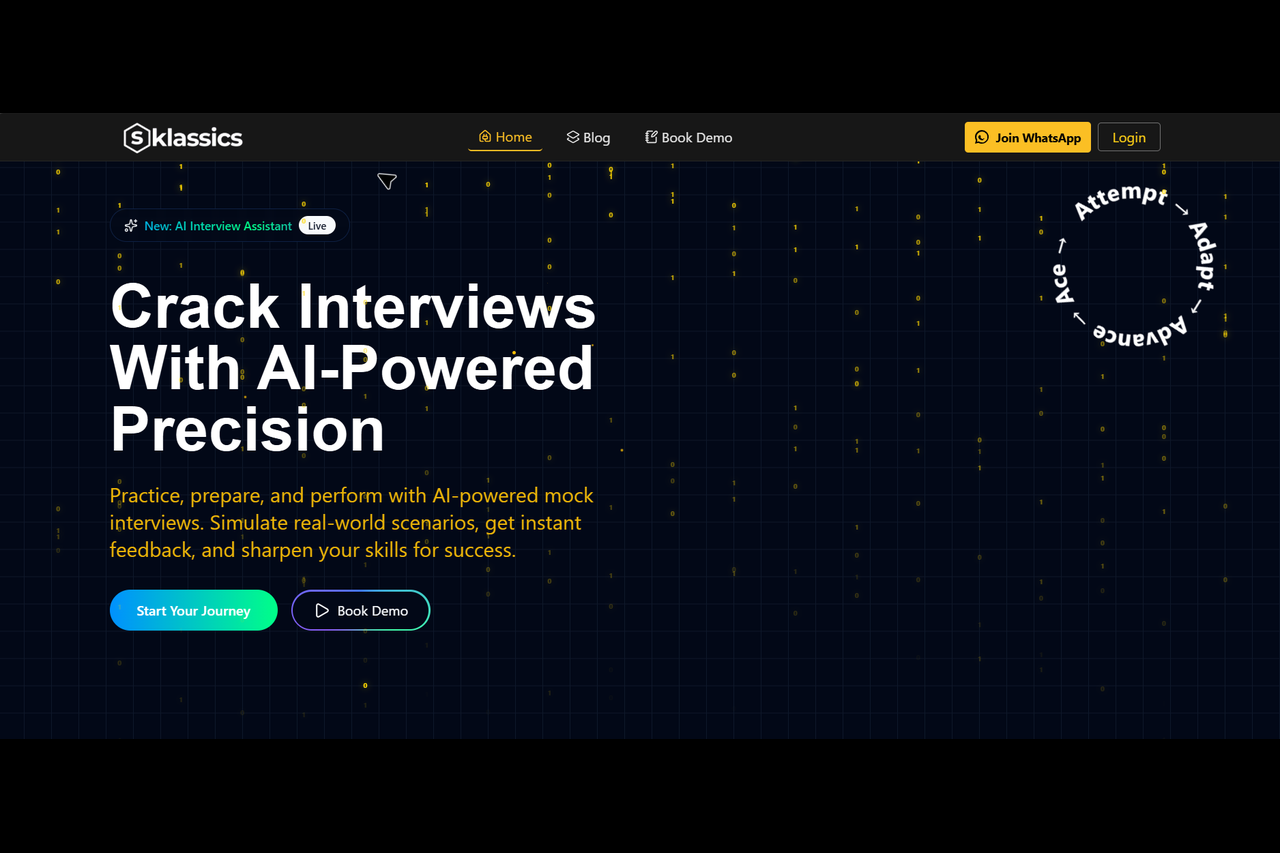 Sklassics
Home
Blog
Book Demo
Join WhatsApp
Login
New: AI Interview Assistant
Live
Attempt → Adapt → Advance → Ace →
Crack Interviews
With AI-Powered
Precision
Practice, prepare, and perform with AI-powered mock
interviews. Simulate real-world scenarios, get instant
feedback, and sharpen your skills for success.
Start Your Journey
Book Demo